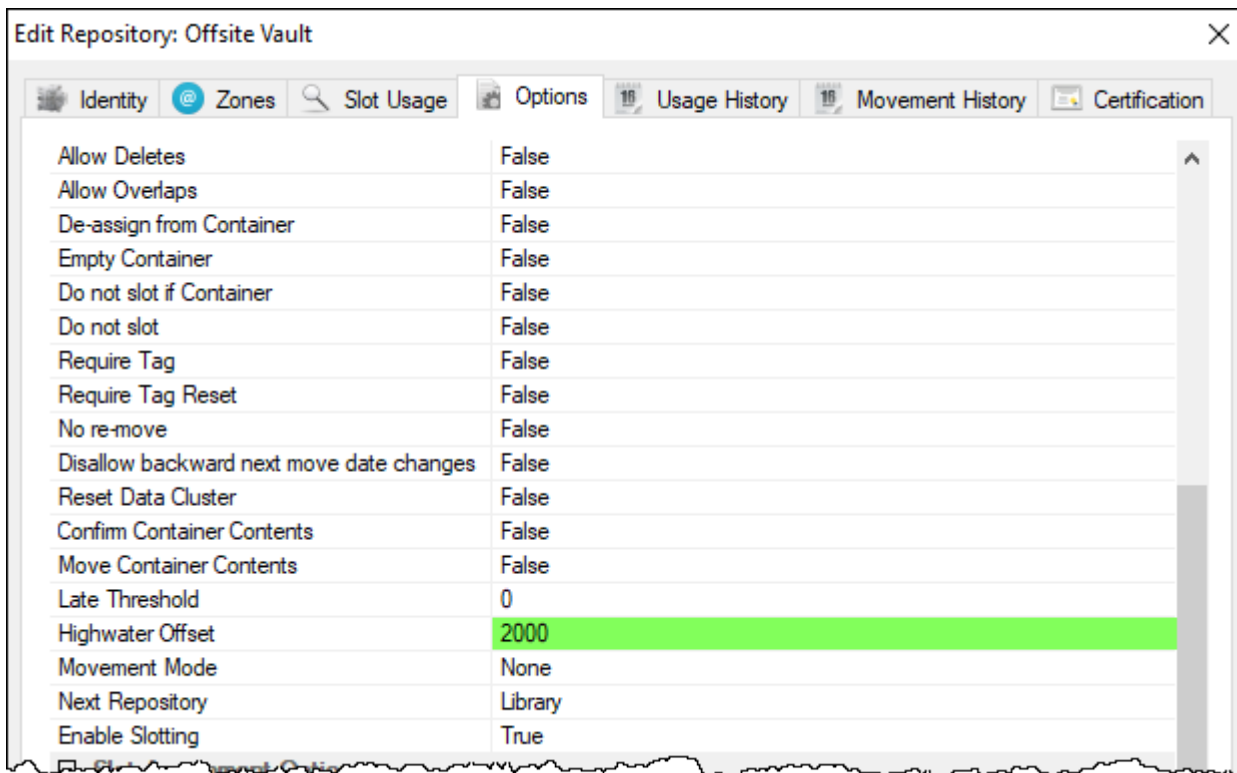 Edit Repository: Offsite Vault
Identity Zones Slot Usage Options Usage History Movement History Certification
Allow Deletes False
Allow Overlaps False
De-assign from Container False
Empty Container False
Do not slot if Container False
Do not slot False
Require Tag False
Require Tag Reset False
No re-move False
Disallow backward next move date changes False
Reset Data Cluster False
Confirm Container Contents False
Move Container Contents False
Late Threshold 0
Highwater Offset 2000
Movement Mode None
Next Repository Library
Enable Slotting True